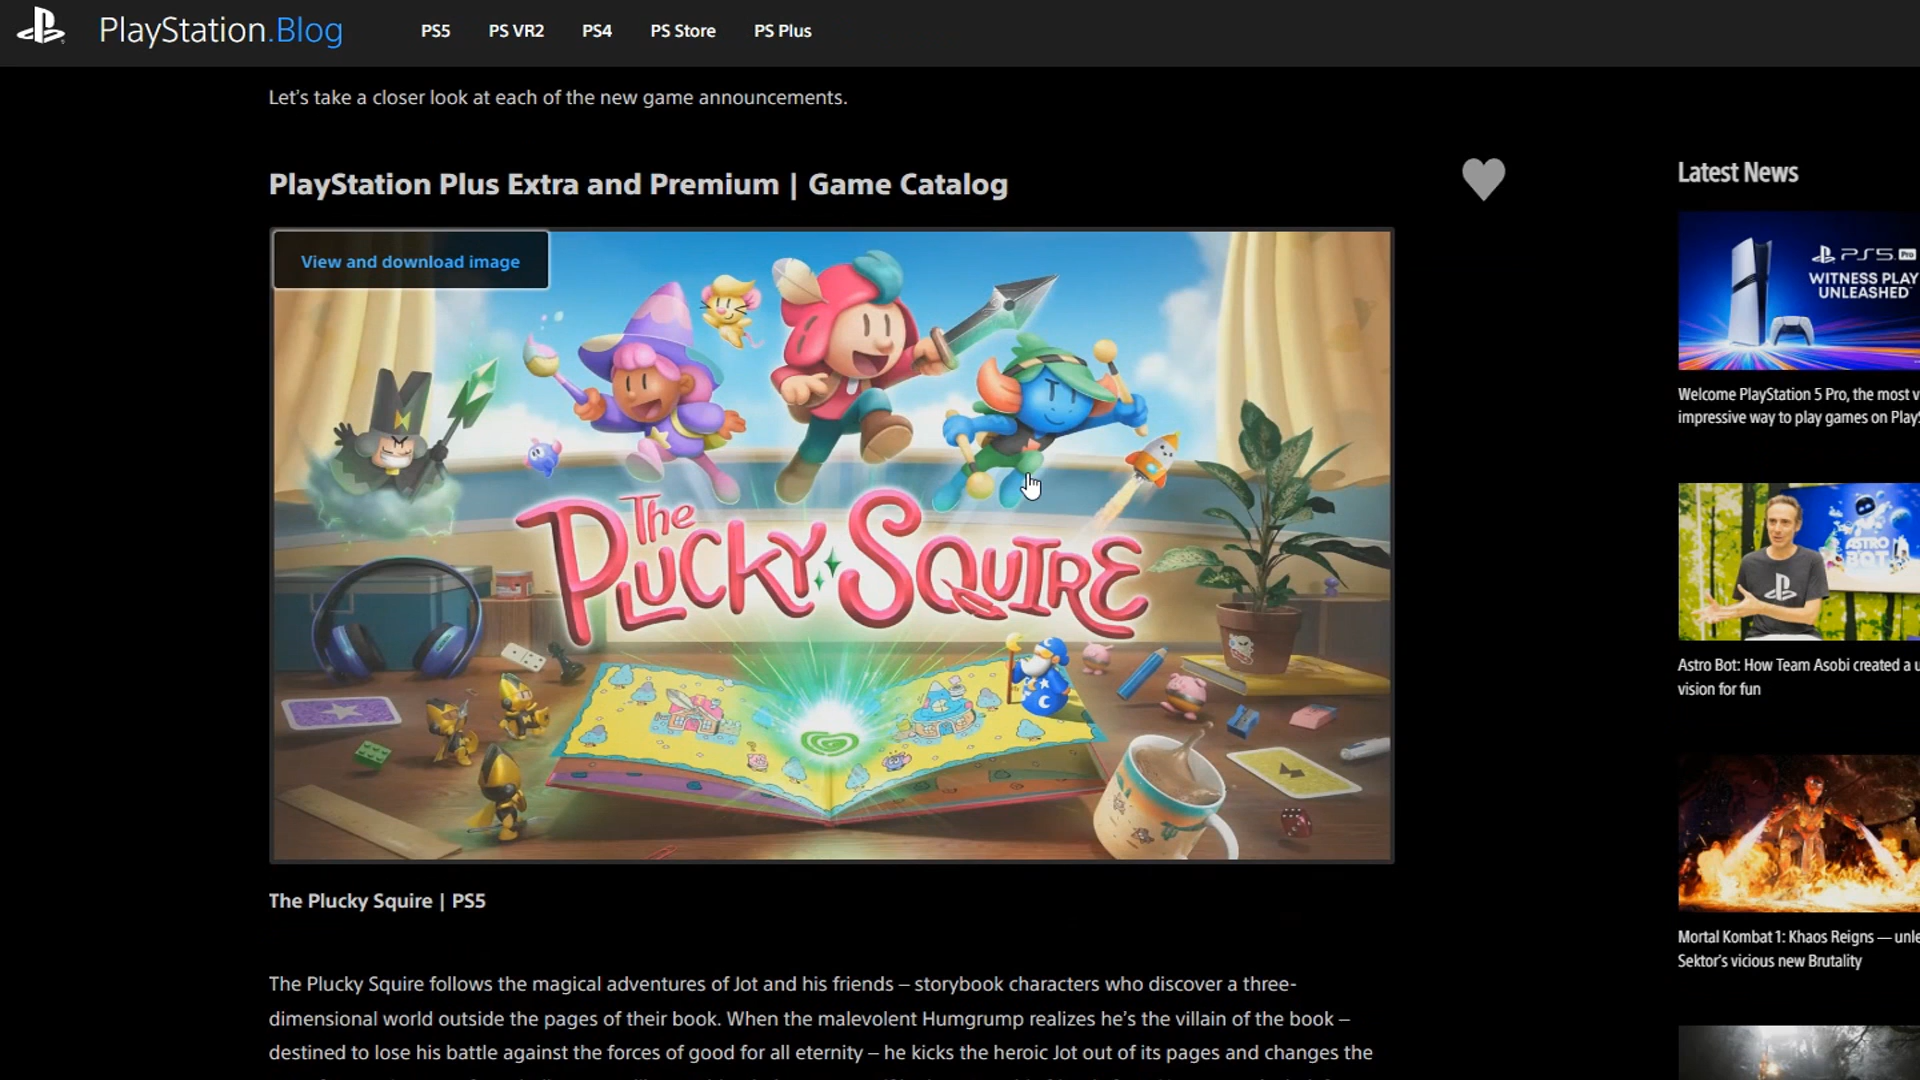 PlayStation.Blog
PS5
PS VR2
PS4
PS Store
PS Plus
Let's take a closer look at each of the new game announcements.
PlayStation Plus Extra and Premium | Game Catalog
View and download image
The Plucky Squire
The Plucky Squire | PS5
The Plucky Squire follows the magical adventures of Jot and his friends – storybook characters who discover a three-
dimensional world outside the pages of their book. When the malevolent Humgrump realizes he's the villain of the book –
destined to lose his battle against the forces of good for all eternity – he kicks the heroic Jot out of its pages and changes the
Latest News
PS5 Pro
WITNESS PLAY
UNLEASHED
Welcome PlayStation 5 Pro, the most
impressive way to play games on
ASTRO
BOT
Astro Bot: How Team Asobi created a
vision for fun
Mortal Kombat 1: Khaos Reigns —
Sektor's vicious new Brutality